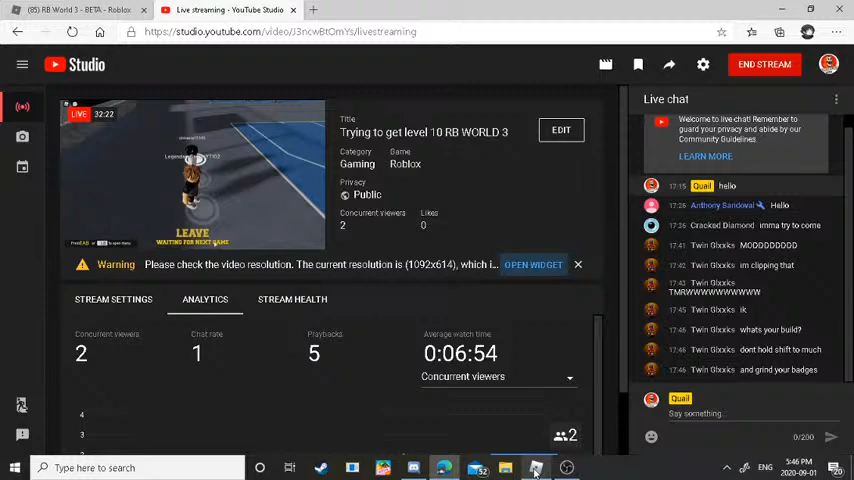 (85) RB World 3 - BETA - Roblox
Live streaming - YouTube Studio
https://studio.youtube.com/video/J3ncwBtOmYs/livestreaming
Studio
END STREAM
LIVE 32:22
LEAVE
WAITING FOR NEXT GAME
Title
Trying to get level 10 RB WORLD 3
EDIT
Category Game
Gaming Roblox
Privacy
Public
Concurrent viewers Likes
2 0
Warning Please check the video resolution. The current resolution is (1092x614), which i... OPEN WIDGET
STREAM SETTINGS ANALYTICS STREAM HEALTH
Concurrent viewers Chat rate Playbacks Average watch time
2 1 5 0:06:54
Concurrent viewers
4
3
2
Live chat
Welcome to live chat! Remember to
guard your privacy and abide by our
Community Guidelines.
LEARN MORE
17:15 Quail hello
17:26 Anthony Sandoval Hello
17:36 Cracked Diamond imma try to come
17:41 Twin Glxxks MODDDDDDD
17:42 Twin Glxxks im clipping that
17:43 Twin Glxxks
TMRWWWWWWWWWW
17:45 Twin Glxxks ik
17:46 Twin Glxxks whats your build?
17:46 Twin Glxxks dont hold shift to much
17:46 Twin Glxxks and grind your badges
Quail
Say something...
0/200
Type here to search
52
ENG
5:46 PM
2020-09-01
20